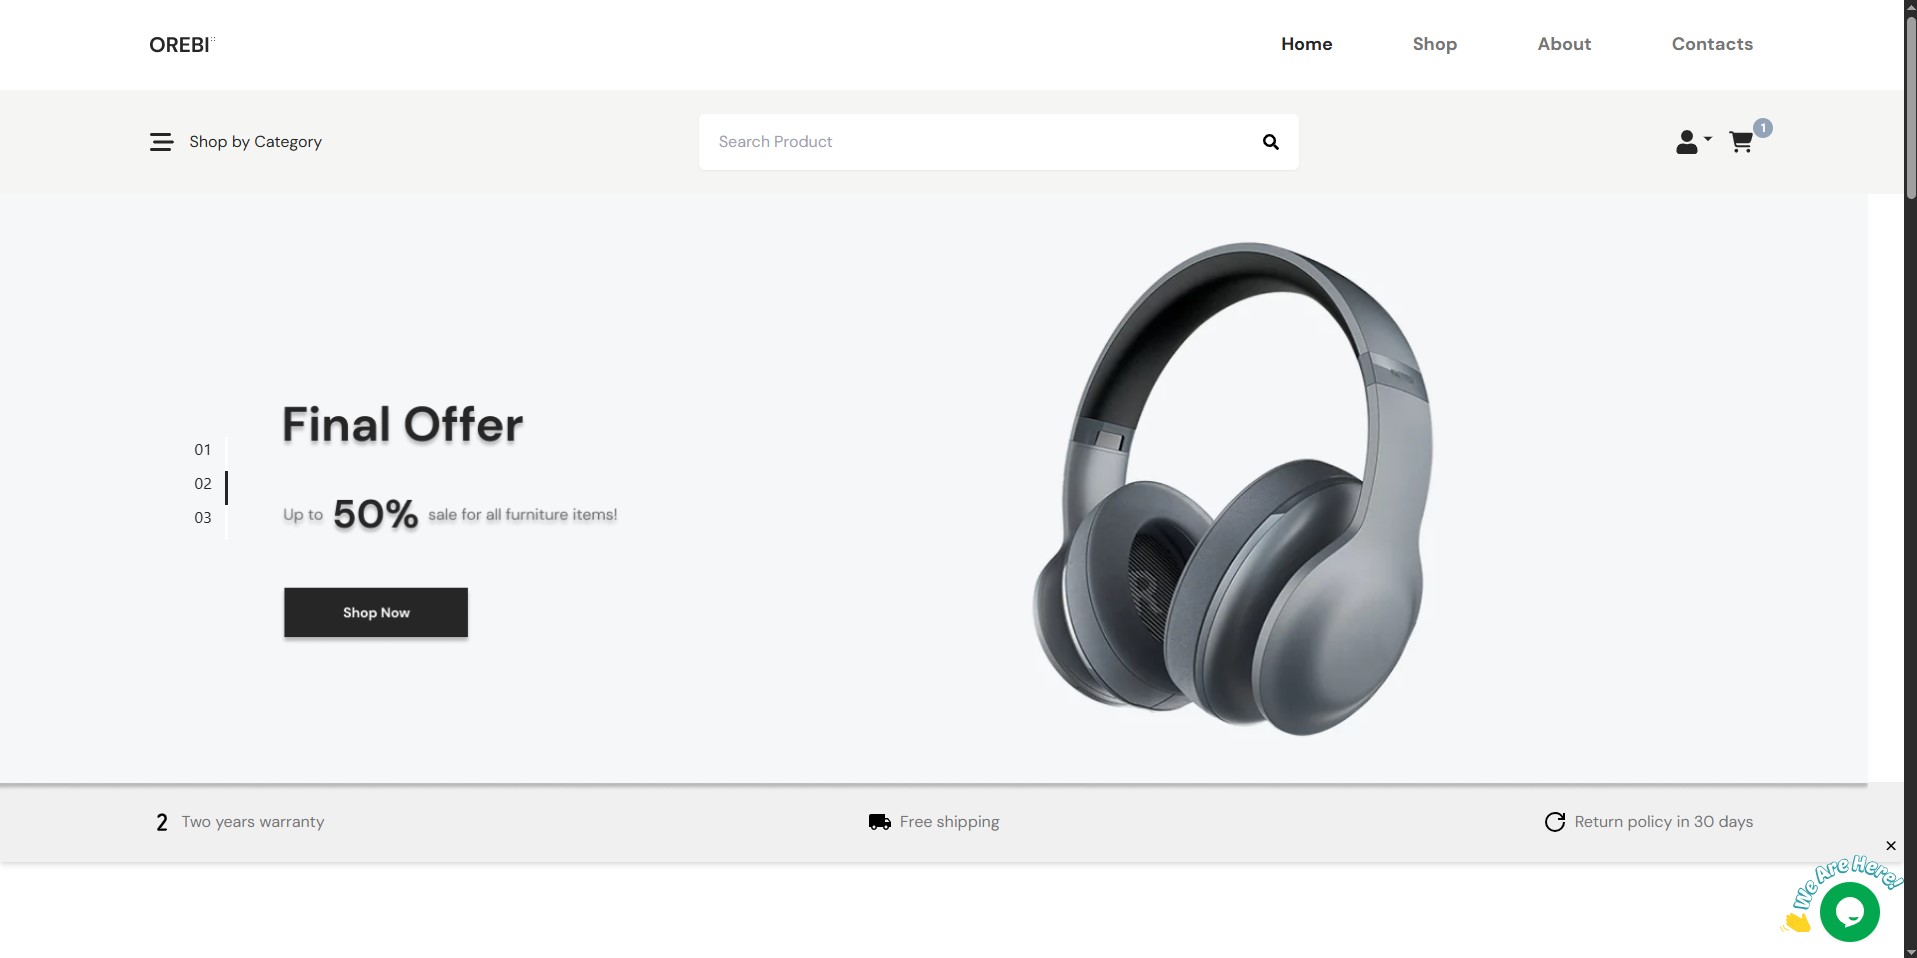 OREBI
Home
Shop
About
Contacts
Shop by Category
Search Product
1
Final Offer
01
02
03
Up to 50% sale for all furniture items!
Shop Now
2 Two years warranty
Free shipping
Return policy in 30 days
We Are Here!